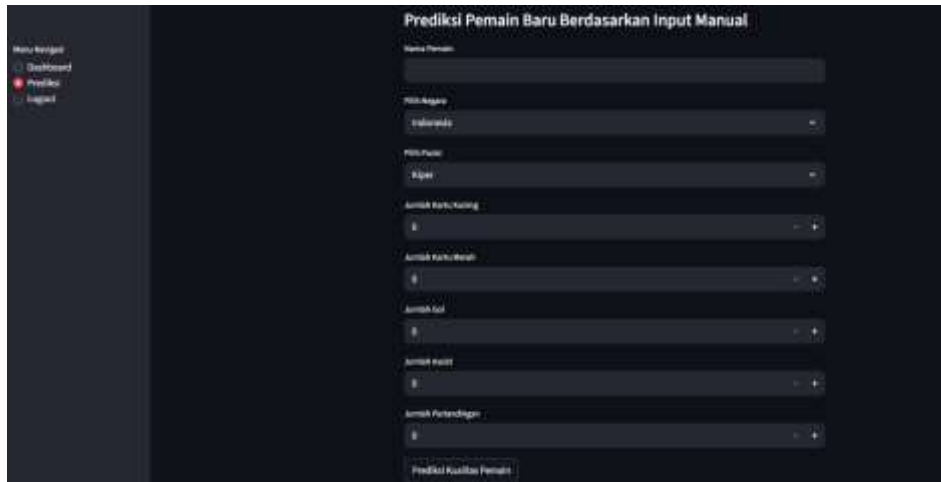 Menu Navigasi
Dashboard
Prediksi
Logout
Prediksi Pemain Baru Berdasarkan Input Manual
Nama Pemain
Pilih Negara
Indonesia
Pilih Posisi
Kiper
Jumlah Kartu Kuning
0
Jumlah Kartu Merah
0
Jumlah Gol
0
Jumlah Assist
0
Jumlah Pertandingan
0
Prediksi Kualitas Pemain